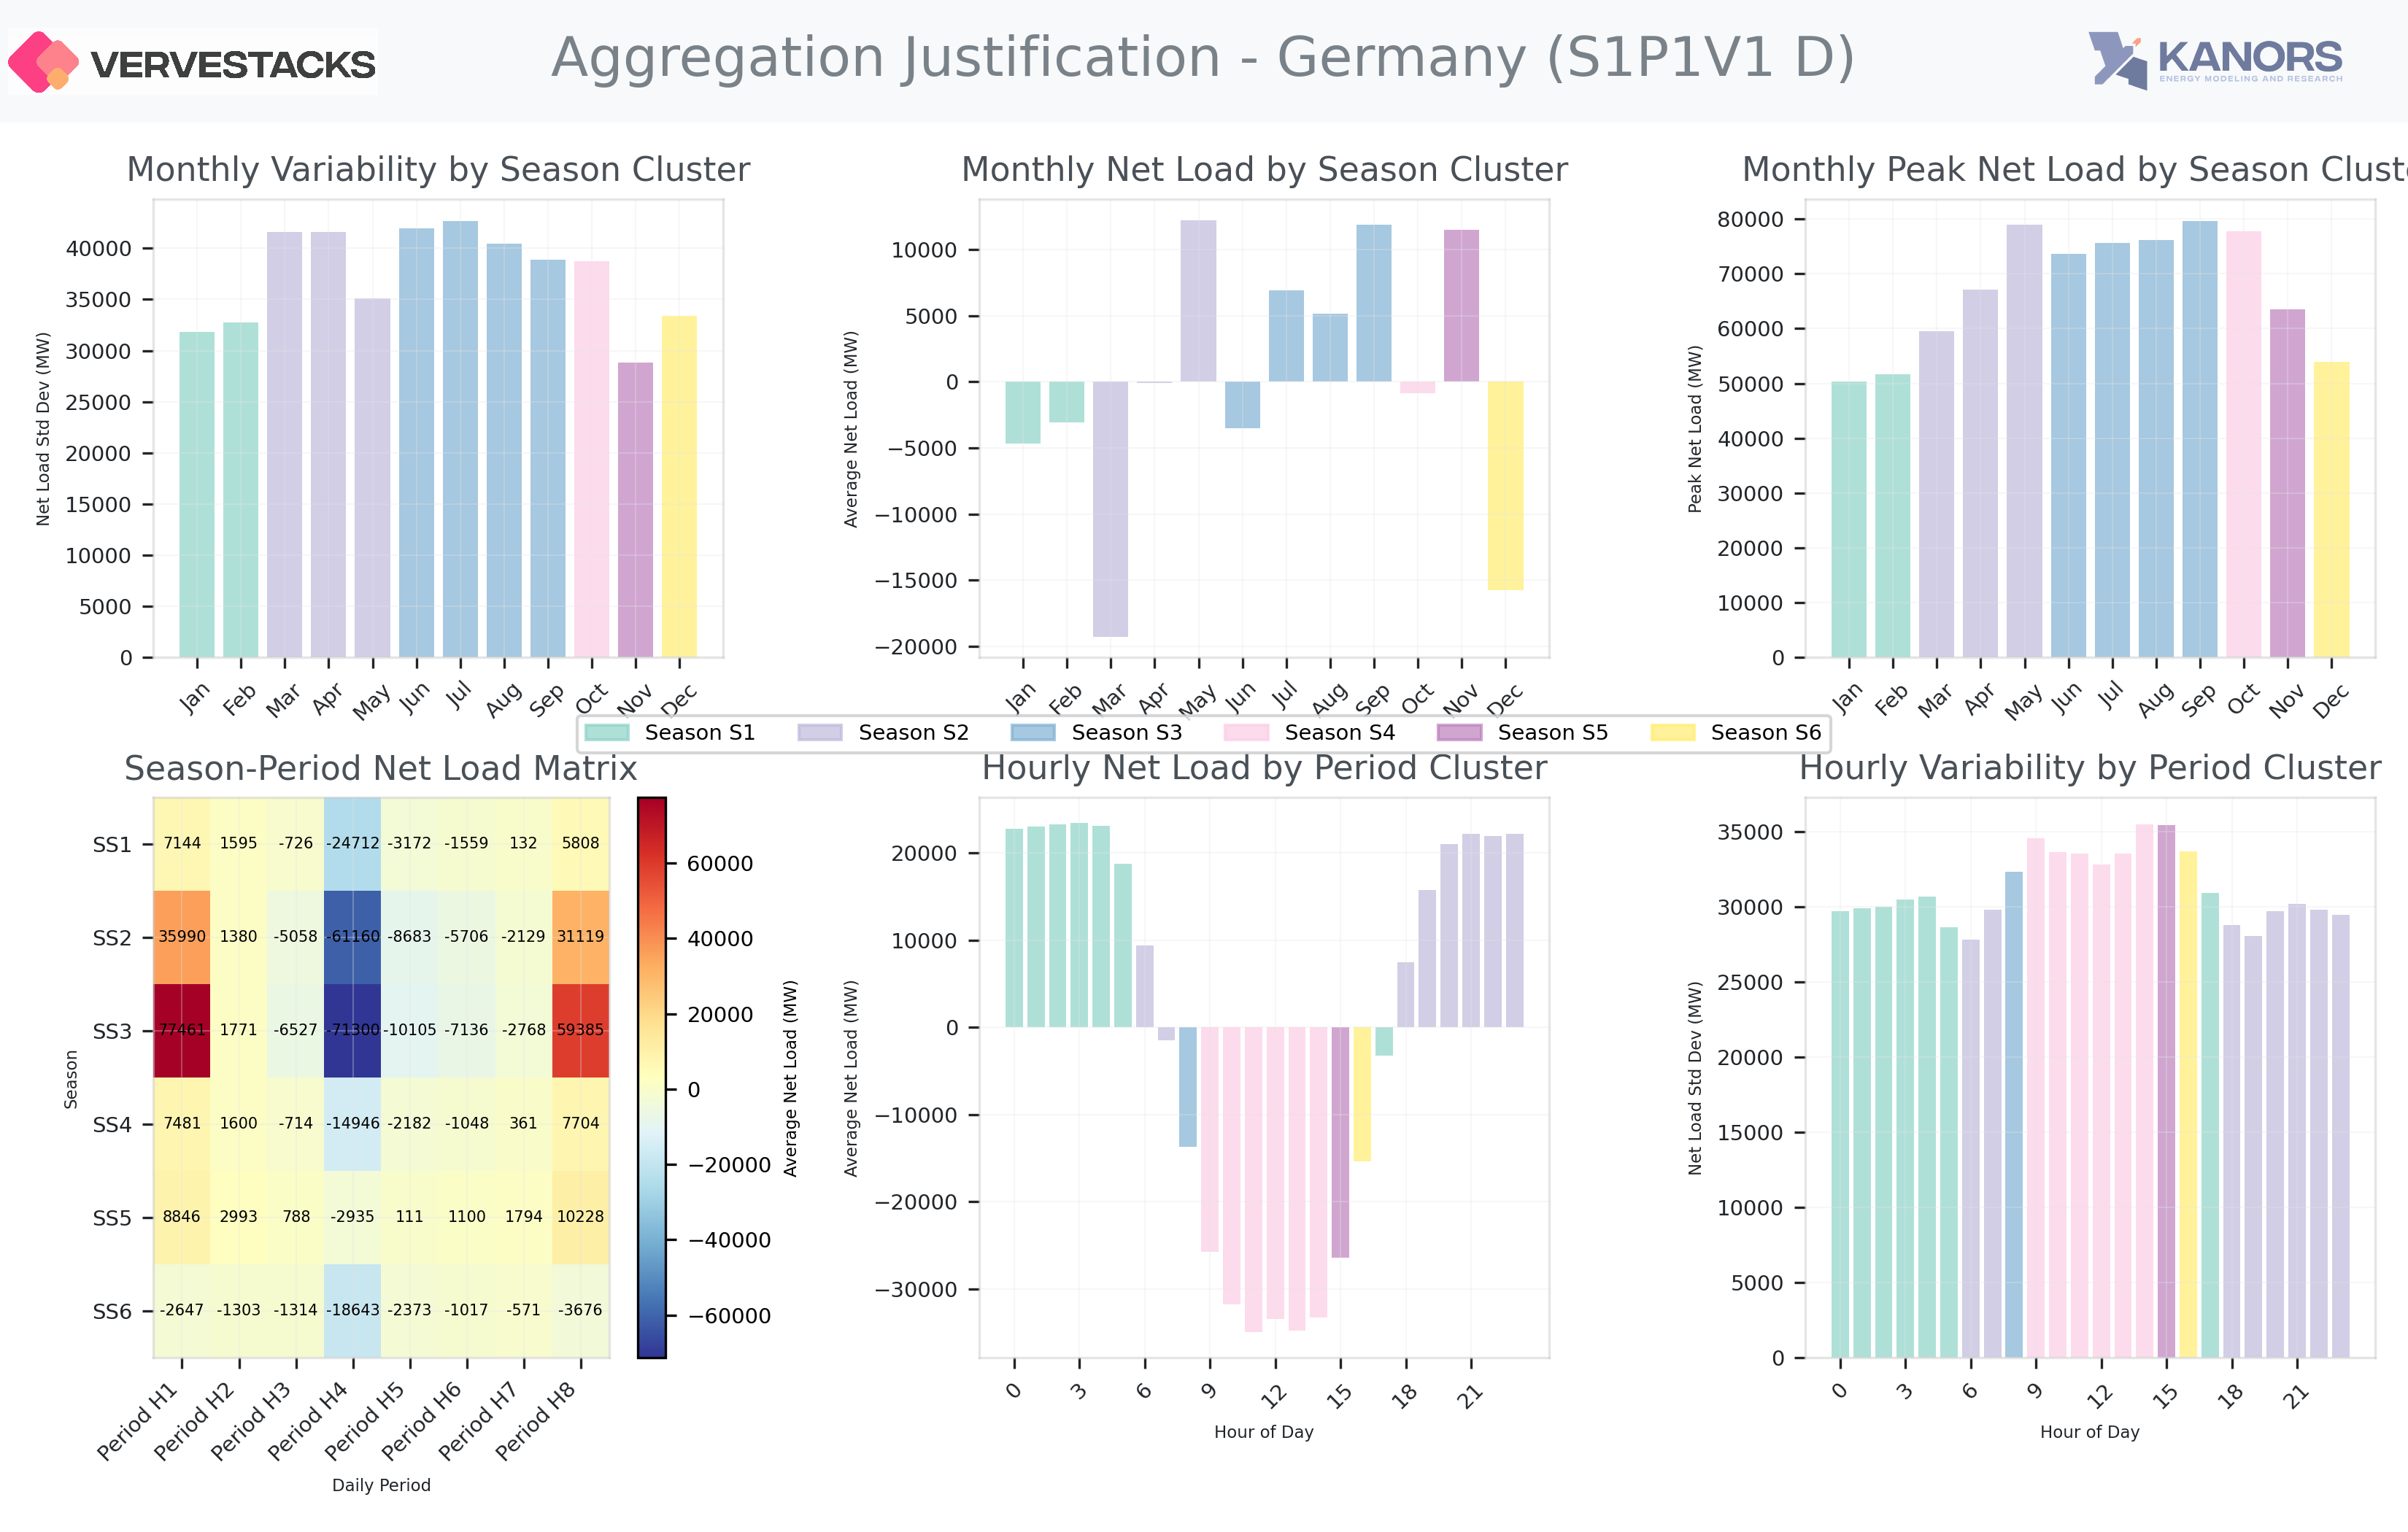 VERVESTACKS
Aggregation Justification - Germany (S1P1V1 D)
KANORS
ENERGY MODELING AND RESEARCH
Monthly Variability by Season Cluster
Net Load Std Dev (MW)
40000
35000
30000
25000
20000
15000
10000
5000
0
Jan Feb Mar Apr May Jun Jul Aug Sep Oct Nov Dec
Monthly Net Load by Season Cluster
Average Net Load (MW)
10000
5000
0
−5000
−10000
−15000
−20000
Jan Feb Mar Apr May Jun Jul Aug Sep Oct Nov Dec
Monthly Peak Net Load by Season Clust
Peak Net Load (MW)
80000
70000
60000
50000
40000
30000
20000
10000
0
Jan Feb Mar Apr May Jun Jul Aug Sep Oct Nov Dec
Season S1 Season S2 Season S3 Season S4 Season S5 Season S6
Season-Period Net Load Matrix
Season
SS1 7144 1595 -726 -24712 -3172 -1559 132 5808
SS2 35990 1380 -5058 -61160 -8683 -5706 -2129 31119
SS3 77461 1771 -6527 -71300 -10105 -7136 -2768 59385
SS4 7481 1600 -714 -14946 -2182 -1048 361 7704
SS5 8846 2993 788 -2935 111 1100 1794 10228
SS6 -2647 -1303 -1314 -18643 -2373 -1017 -571 -3676
Period H1 Period H2 Period H3 Period H4 Period H5 Period H6 Period H7 Period H8
Daily Period
60000
40000
20000
0
−20000
−40000
−60000
Average Net Load (MW)
Hourly Net Load by Period Cluster
Average Net Load (MW)
20000
10000
0
−10000
−20000
−30000
0 3 6 9 12 15 18 21
Hour of Day
Hourly Variability by Period Cluster
Net Load Std Dev (MW)
35000
30000
25000
20000
15000
10000
5000
0
0 3 6 9 12 15 18 21
Hour of Day